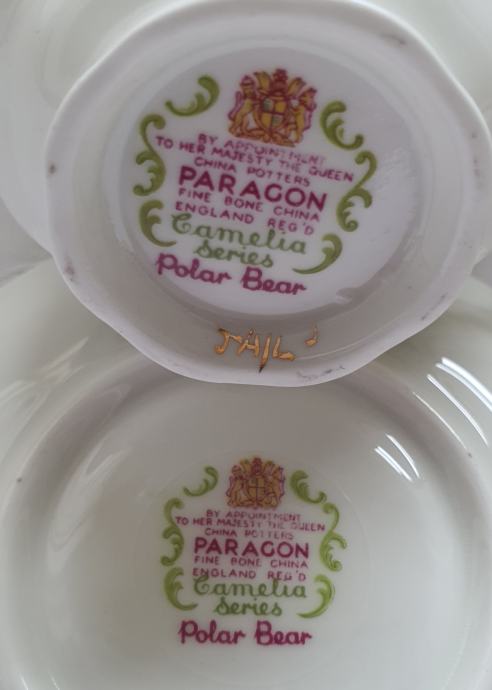 BY APPOINTMENT
TO HER MAJESTY THE QUEEN
CHINA POTTERS
PARAGON
FINE BONE CHINA
ENGLAND REG'D
Camelia
Series
Polar Bear
BY APPOINTMENT
TO HER MAJESTY THE QUEEN
CHINA POTTERS
PARAGON
FINE BONE CHINA
ENGLAND REG'D
Camelia
Series
Polar Bear